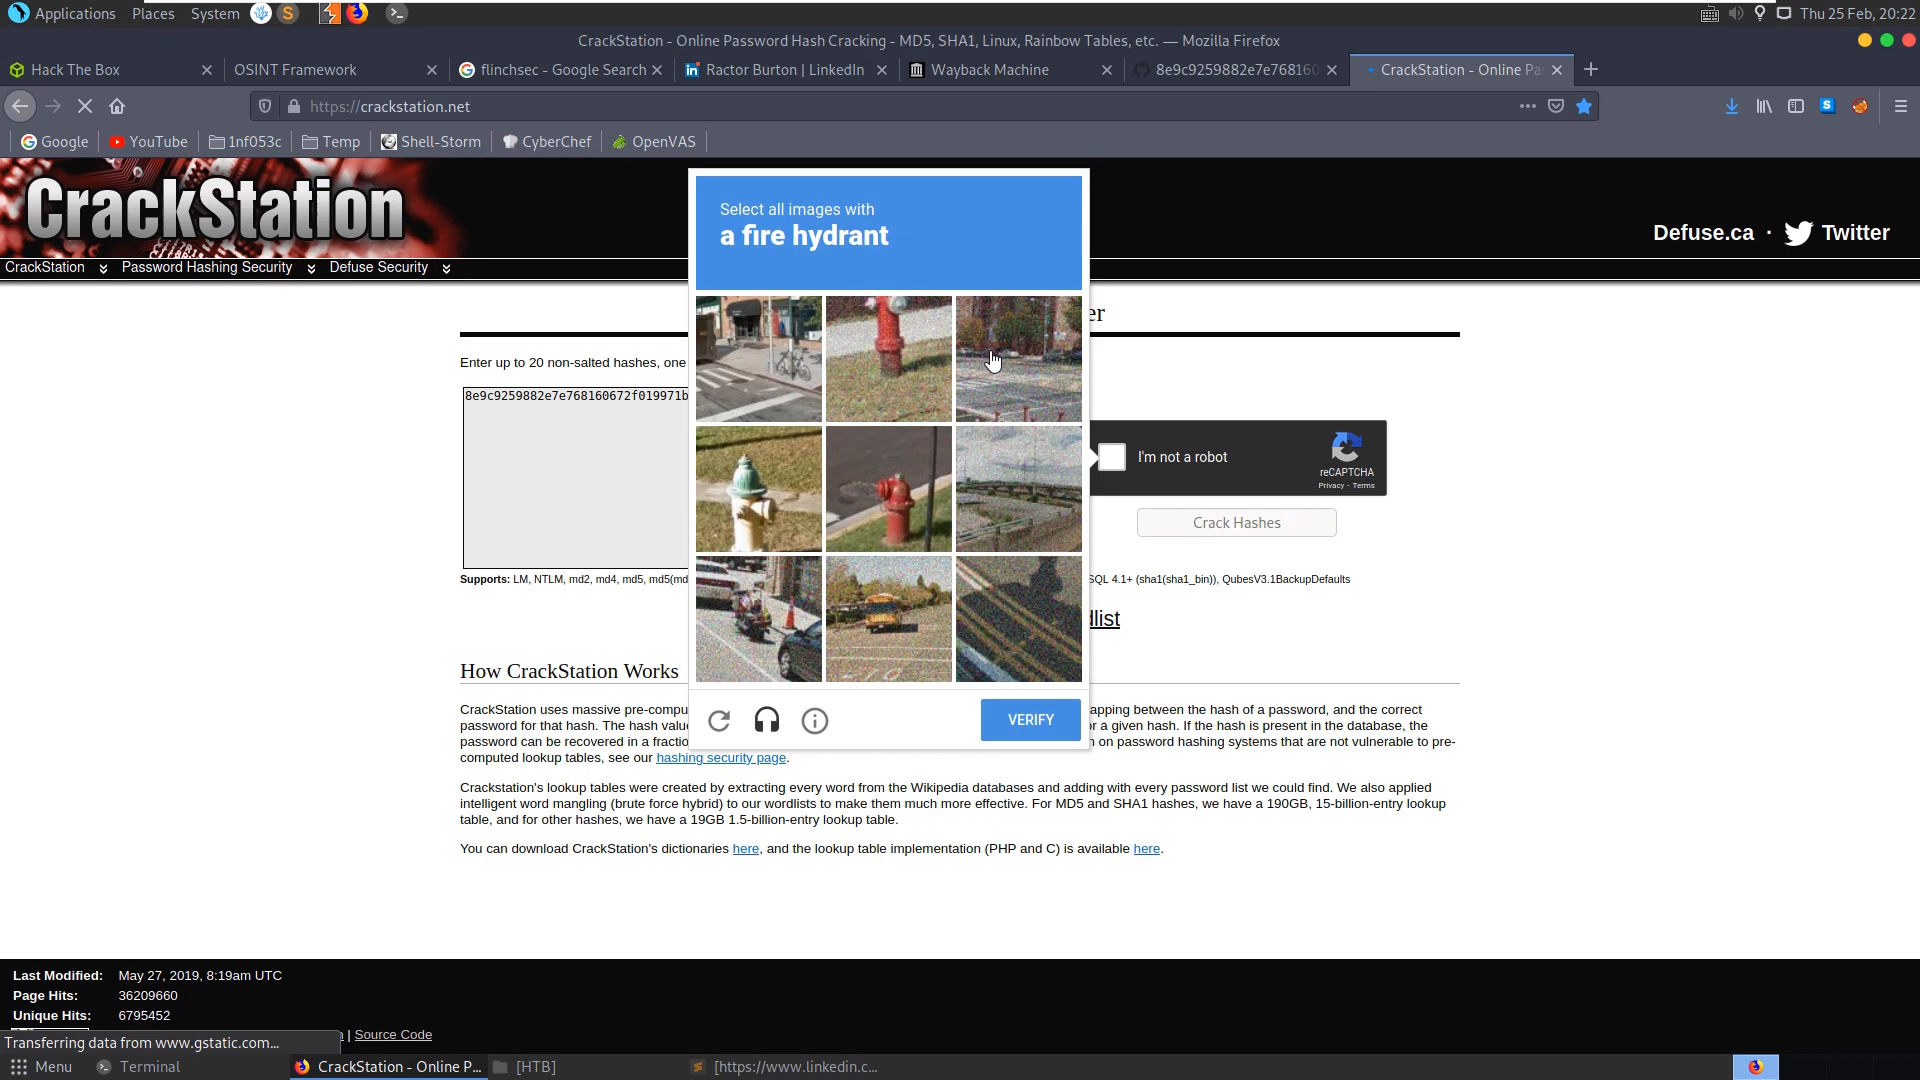 Applications Places System
Thu 25 Feb, 20:22
CrackStation - Online Password Hash Cracking - MD5, SHA1, Linux, Rainbow Tables, etc. — Mozilla Firefox
Hack The Box
OSINT Framework
flinchsec - Google Search
Ractor Burton | LinkedIn
Wayback Machine
8e9c9259882e7e768160
CrackStation - Online Pa
https://crackstation.net
Google YouTube 1nf053c Temp Shell-Storm CyberChef OpenVAS
CrackStation
Defuse.ca · Twitter
CrackStation Password Hashing Security Defuse Security
Select all images with
a fire hydrant
er
Enter up to 20 non-salted hashes, one
8e9c9259882e7e768160672f019971b
I'm not a robot
reCAPTCHA
Privacy - Terms
Crack Hashes
Supports: LM, NTLM, md2, md4, md5, md5(md
SQL 4.1+ (sha1(sha1_bin)), QubesV3.1BackupDefaults
dlist
How CrackStation Works
VERIFY
CrackStation uses massive pre-compu
apping between the hash of a password, and the correct
password for that hash. The hash value
r a given hash. If the hash is present in the database, the
password can be recovered in a fractio
n on password hashing systems that are not vulnerable to pre-
computed lookup tables, see our hashing security page.
Crackstation's lookup tables were created by extracting every word from the Wikipedia databases and adding with every password list we could find. We also applied
intelligent word mangling (brute force hybrid) to our wordlists to make them much more effective. For MD5 and SHA1 hashes, we have a 190GB, 15-billion-entry lookup
table, and for other hashes, we have a 19GB 1.5-billion-entry lookup table.
You can download CrackStation's dictionaries here, and the lookup table implementation (PHP and C) is available here.
Last Modified: May 27, 2019, 8:19am UTC
Page Hits: 36209660
Unique Hits: 6795452
| Source Code
Transferring data from www.gstatic.com...
Menu Terminal CrackStation - Online P... [HTB] [https://www.linkedin.c...